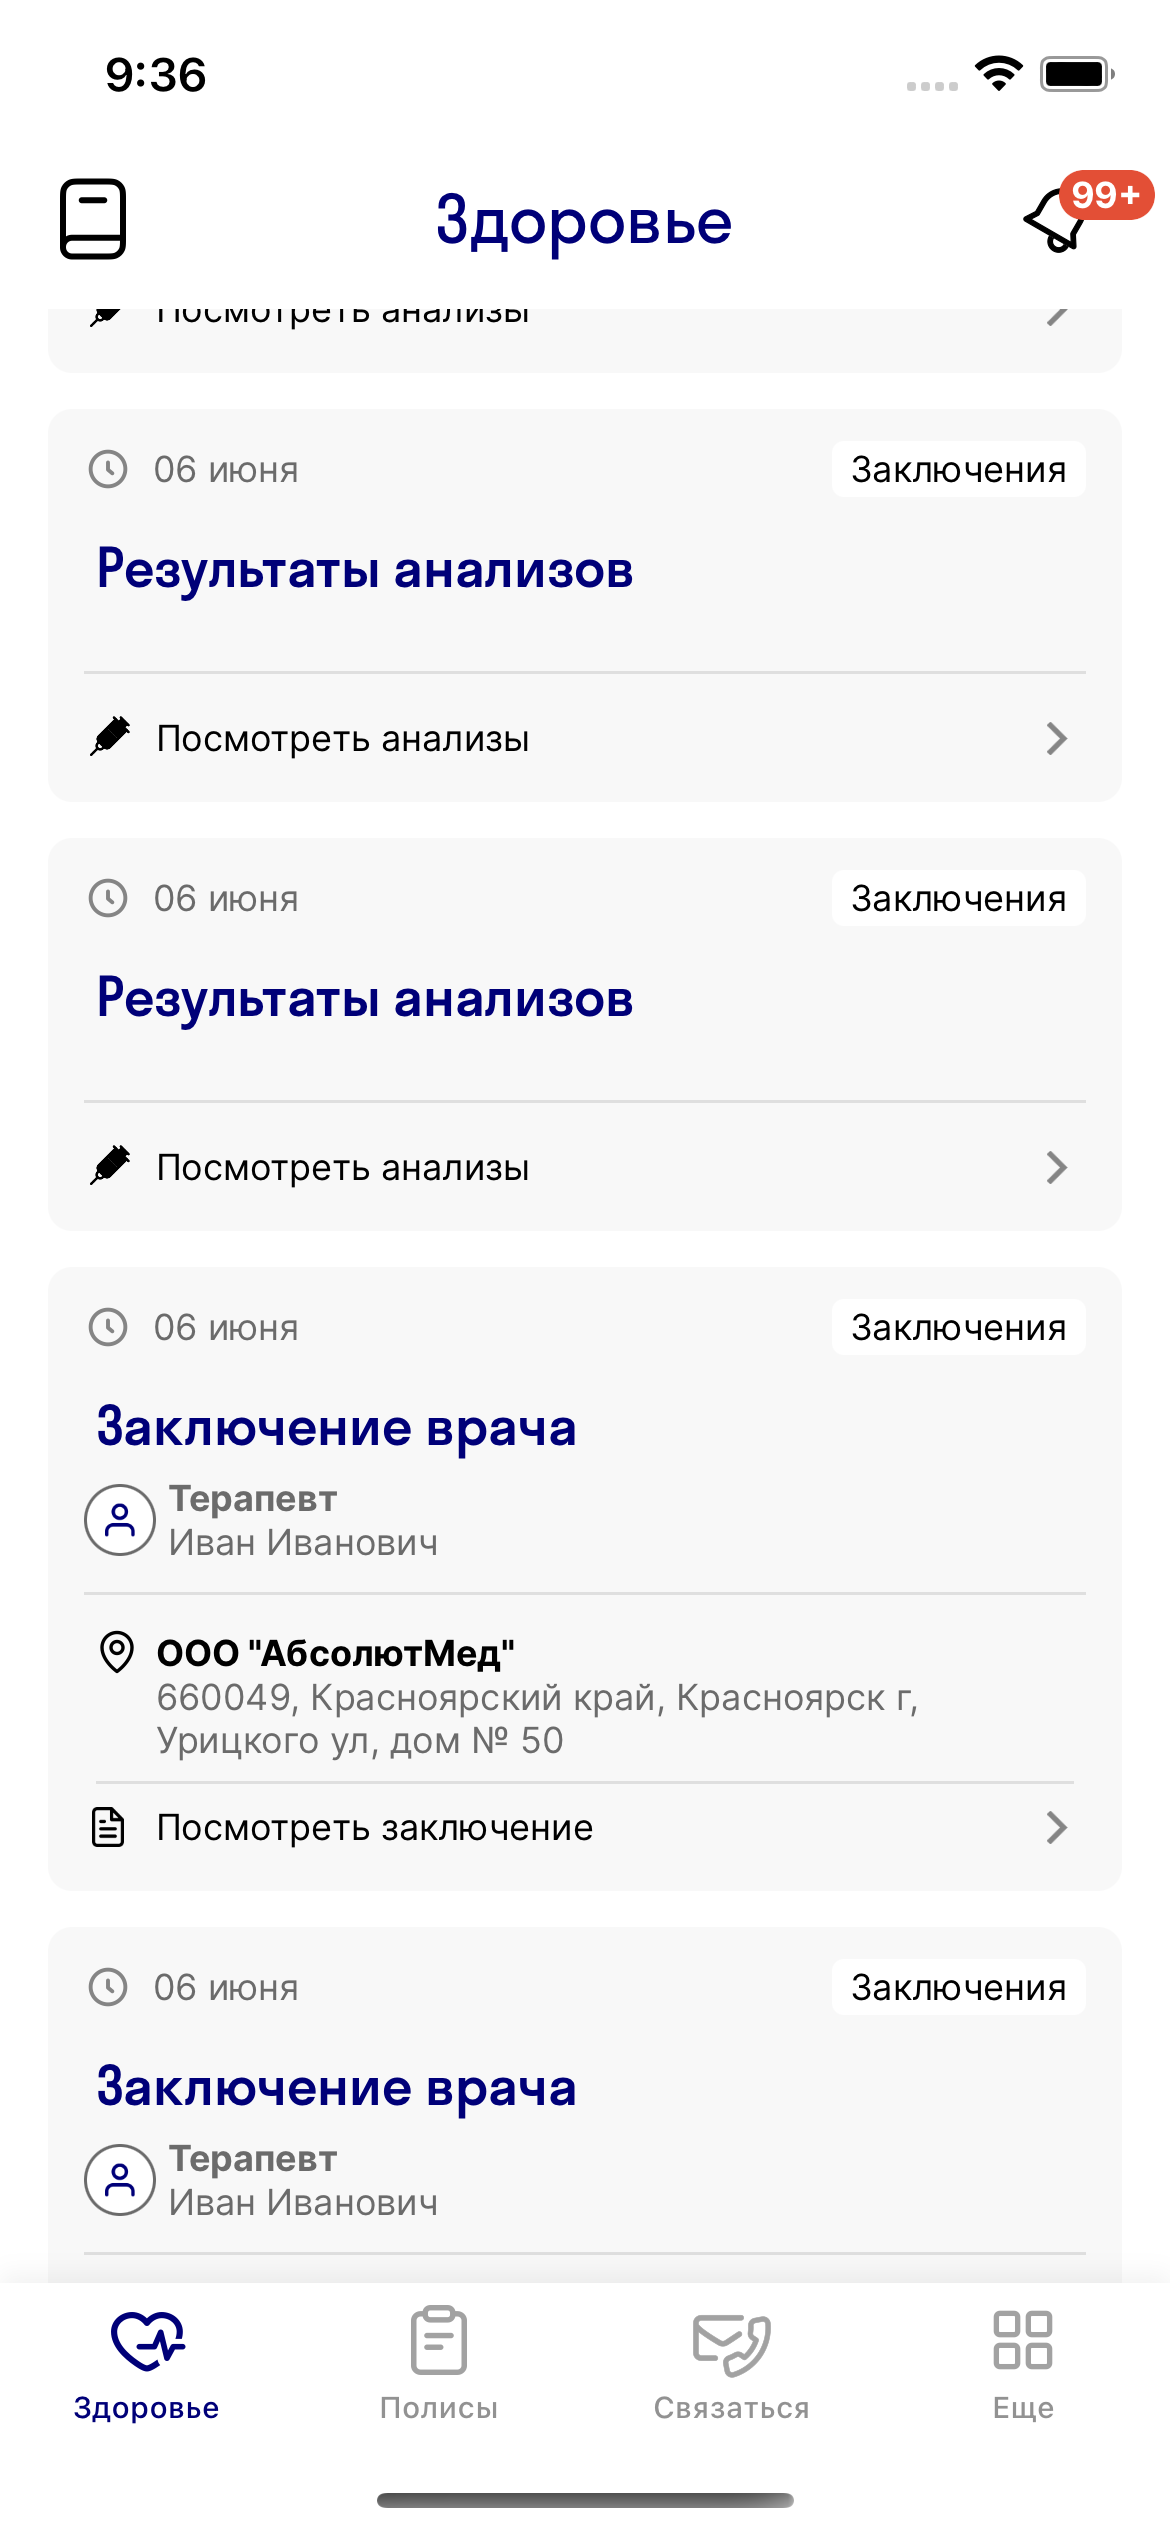 9:36
Здоровье
99+
Посмотреть анализы
06 июня
Заключения
Результаты анализов
Посмотреть анализы
06 июня
Заключения
Результаты анализов
Посмотреть анализы
06 июня
Заключения
Заключение врача
Терапевт
Иван Иванович
ООО "АбсолютМед"
660049, Красноярский край, Красноярск г,
Урицкого ул, дом № 50
Посмотреть заключение
06 июня
Заключения
Заключение врача
Терапевт
Иван Иванович
Здоровье
Полисы
Связаться
Еще